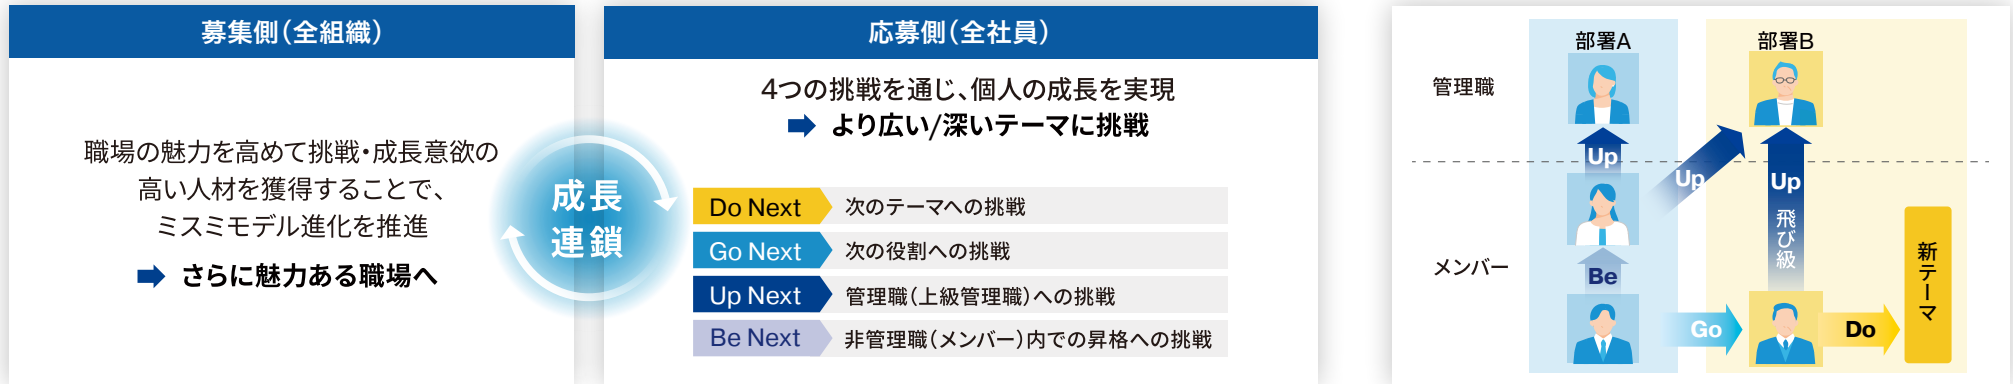 募集側（全組織）
職場の魅力を高めて挑戦・成長意欲の
高い人材を獲得することで、
ミスミモデル進化を推進
さらに魅力ある職場へ
成長
連鎖
応募側（全社員）
4つの挑戦を通じ、個人の成長を実現
より広い/深いテーマに挑戦
Do Next 次のテーマへの挑戦
Go Next 次の役割への挑戦
Up Next 管理職（上級管理職）への挑戦
Be Next 非管理職（メンバー）内での昇格への挑戦
部署A 部署B
管理職
Up
Up
Up
飛び級
メンバー
Be
Go
Do
新テーマ